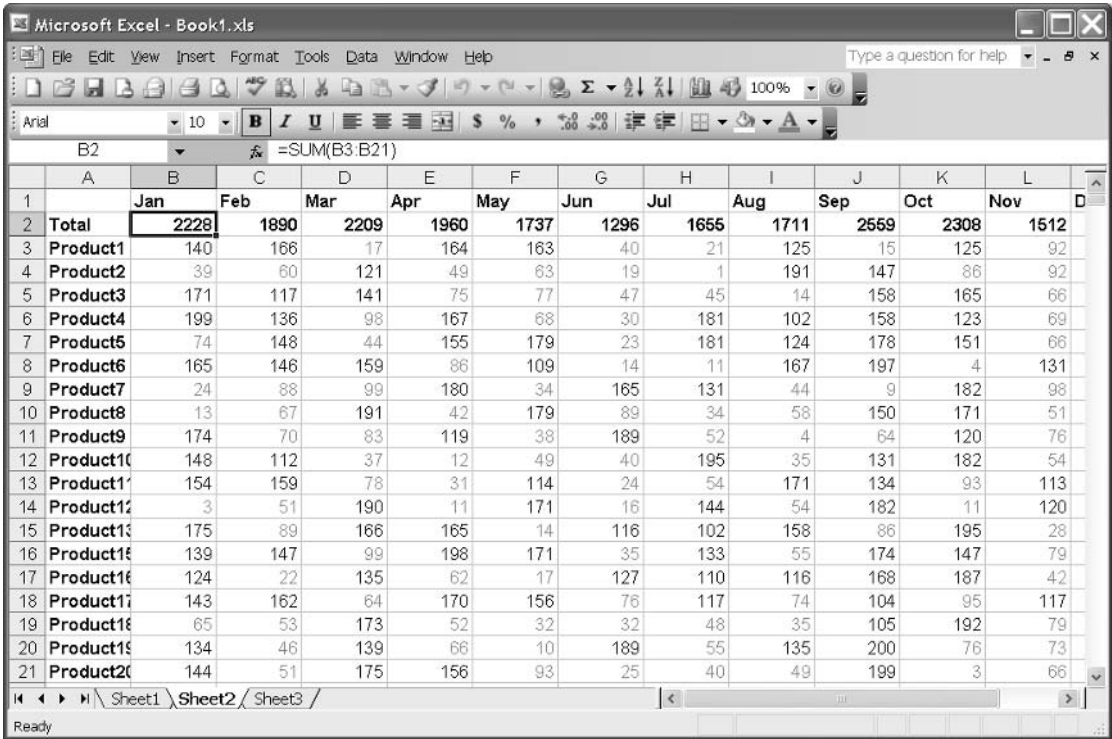 Microsoft Excel - Book1.xls
File Edit View Insert Format Tools Data Window Help Type a question for help
100%
Arial 10 B I U $ % ,
B2 fx =SUM(B3:B21)
A B C D E F G H I J K L
1 Jan Feb Mar Apr May Jun Jul Aug Sep Oct Nov D
2 Total 2228 1890 2209 1960 1737 1296 1655 1711 2559 2308 1512
3 Product1 140 166 17 164 163 40 21 125 15 125 92
4 Product2 39 60 121 49 63 19 1 191 147 86 92
5 Product3 171 117 141 75 77 47 45 14 158 165 66
6 Product4 199 136 98 167 68 30 181 102 158 123 69
7 Product5 74 148 44 155 179 23 181 124 178 151 66
8 Product6 165 146 159 86 109 14 11 167 197 4 131
9 Product7 24 88 99 180 34 165 131 44 9 182 98
10 Product8 13 67 191 42 179 89 34 58 150 171 51
11 Product9 174 70 83 119 38 189 52 4 64 120 76
12 Product10 148 112 37 12 49 40 195 35 131 182 54
13 Product11 154 159 78 31 114 24 54 171 134 93 113
14 Product12 3 51 190 11 171 16 144 54 182 11 120
15 Product13 175 89 166 165 14 116 102 158 86 195 28
16 Product15 139 147 99 198 171 35 133 55 174 147 79
17 Product16 124 22 135 62 17 127 110 116 168 187 42
18 Product17 143 162 64 170 156 76 117 74 104 95 117
19 Product18 65 53 173 52 32 32 48 35 105 192 79
20 Product19 134 46 139 66 10 189 55 135 200 76 73
21 Product20 144 51 175 156 93 25 40 49 199 3 66
Sheet1 Sheet2 Sheet3
Ready